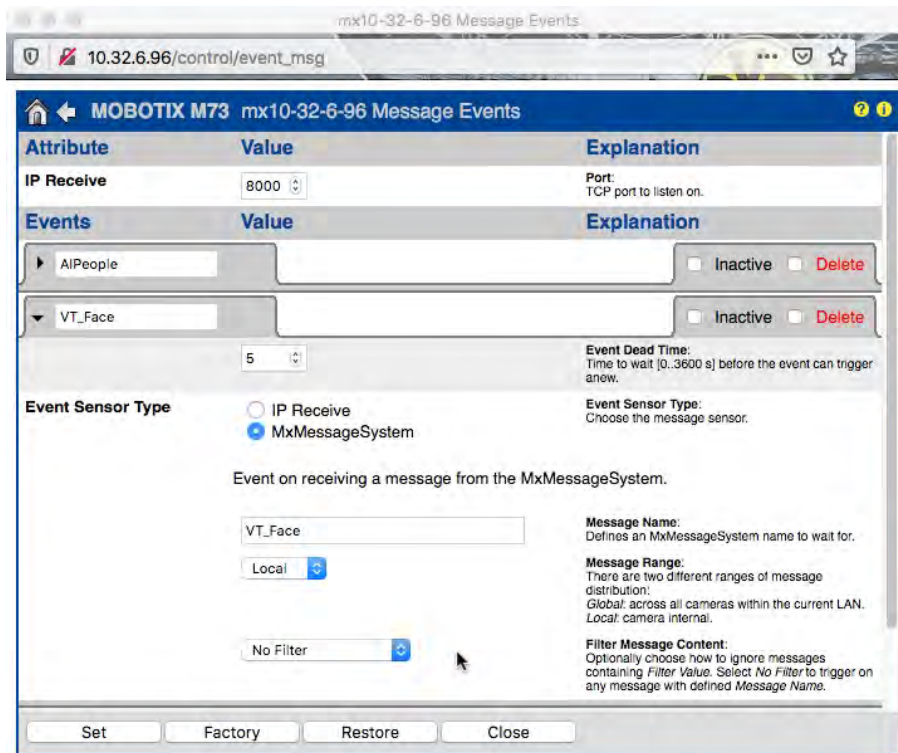 mx10-32-6-96 Message Events
10.32.6.96/control/event_msg
MOBOTIX M73 mx10-32-6-96 Message Events
Attribute Value Explanation
IP Receive 8000 Port:
TCP port to listen on.
Events Value Explanation
AIPeople Inactive Delete
VT_Face Inactive Delete
5 Event Dead Time:
Time to wait [0..3600 s] before the event can trigger
anew.
Event Sensor Type IP Receive Event Sensor Type:
MxMessageSystem Choose the message sensor.
Event on receiving a message from the MxMessageSystem.
VT_Face Message Name:
Defines an MxMessageSystem name to wait for.
Local Message Range:
There are two different ranges of message
distribution:
Global: across all cameras within the current LAN.
Local: camera internal.
No Filter Filter Message Content:
Optionally choose how to ignore messages
containing Filter Value. Select No Filter to trigger on
any message with defined Message Name.
Set Factory Restore Close